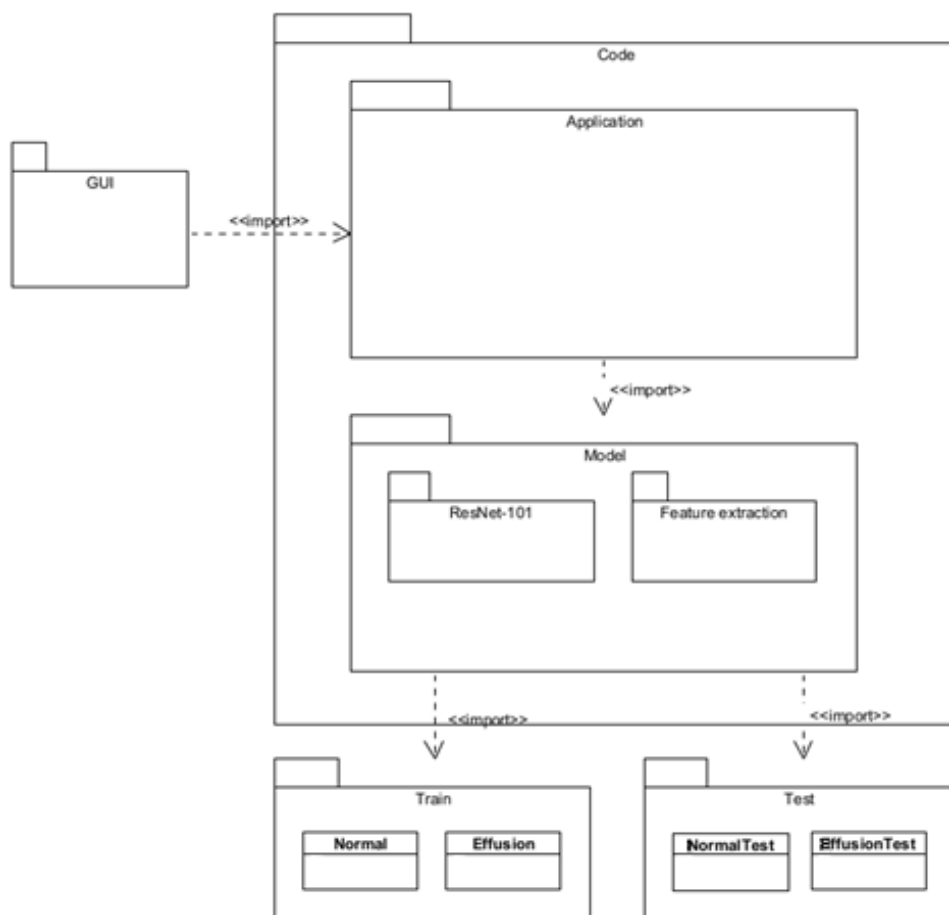 Code
Application
GUI
<<import>>
<<import>>
Model
ResNet-101
Feature extraction
<<import>>
<<import>>
Train
Test
Normal
Effusion
NormalTest
EffusionTest